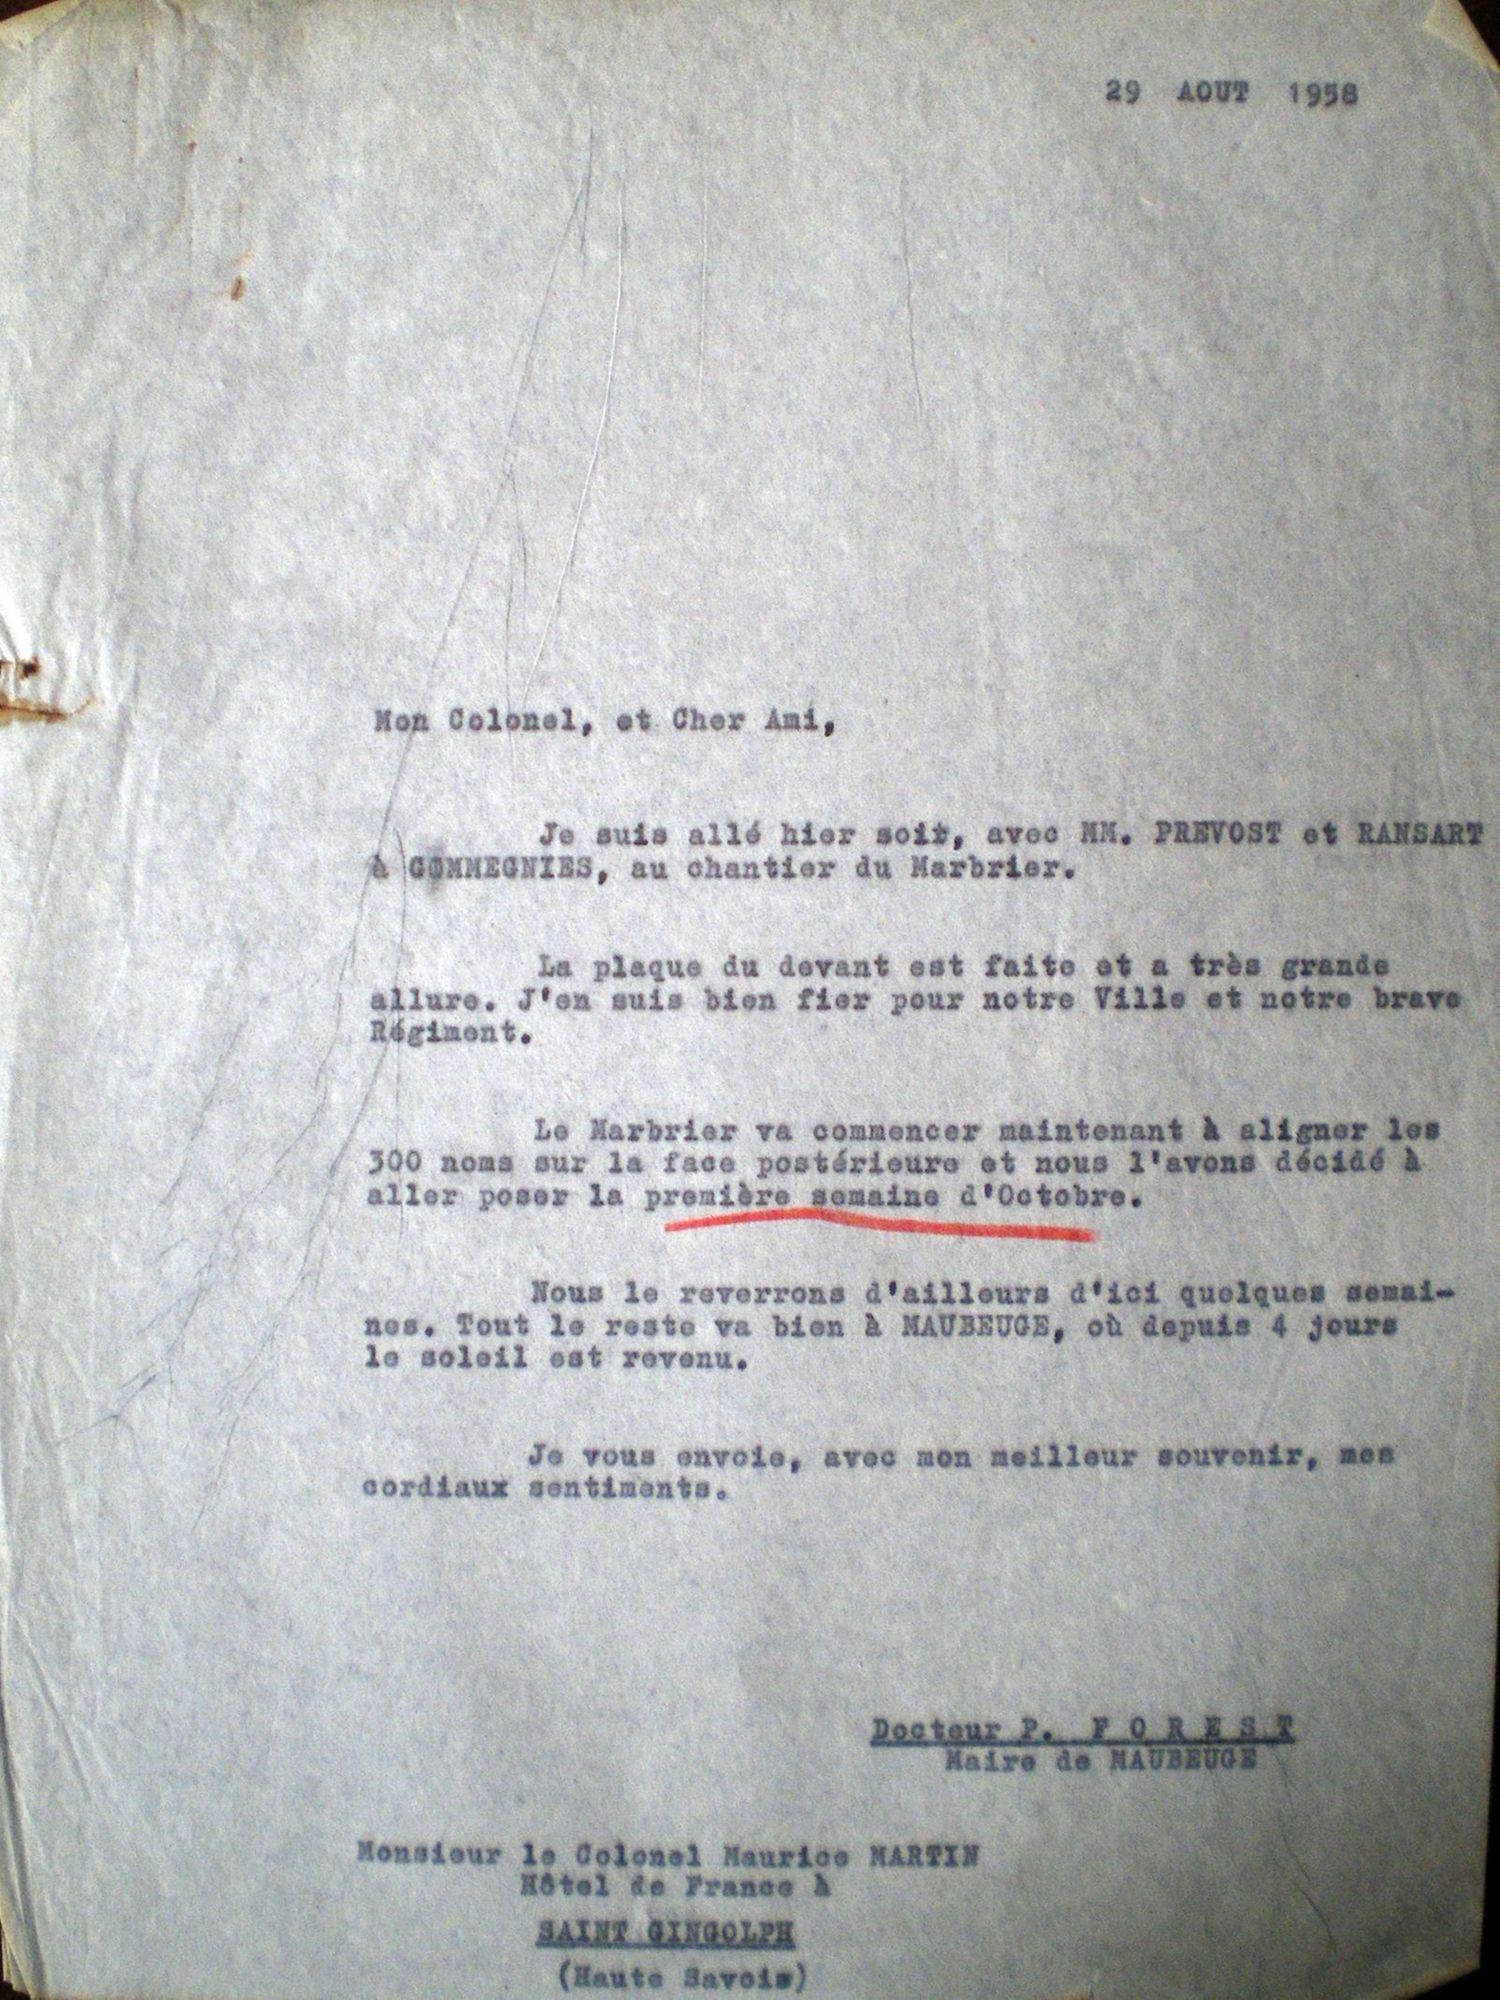 29 AOUT 1958
Mon Colonel, et Cher Ami,
Je suis allé hier soir, avec MM. PREVOST et RANSART
à GOMMEGNIES, au chantier du Marbrier.
La plaque du devant est faite et a très grande
allure. J'en suis bien fier pour notre Ville et notre brave
Régiment.
Le Marbrier va commencer maintenant à aligner les
300 noms sur la face postérieure et nous l'avons décidé à
aller poser la première semaine d'Octobre.
Nous le reverrons d'ailleurs d'ici quelques semai-
nes. Tout le reste va bien à MAUBEUGE, où depuis 4 jours
le soleil est revenu.
Je vous envoie, avec mon meilleur souvenir, mes
cordiaux sentiments.
Docteur P. F O R E S T
Maire de MAUBEUGE
Monsieur le Colonel Maurice MARTIN
Hôtel de France à
SAINT GINGOLPH
(Haute Savoie)